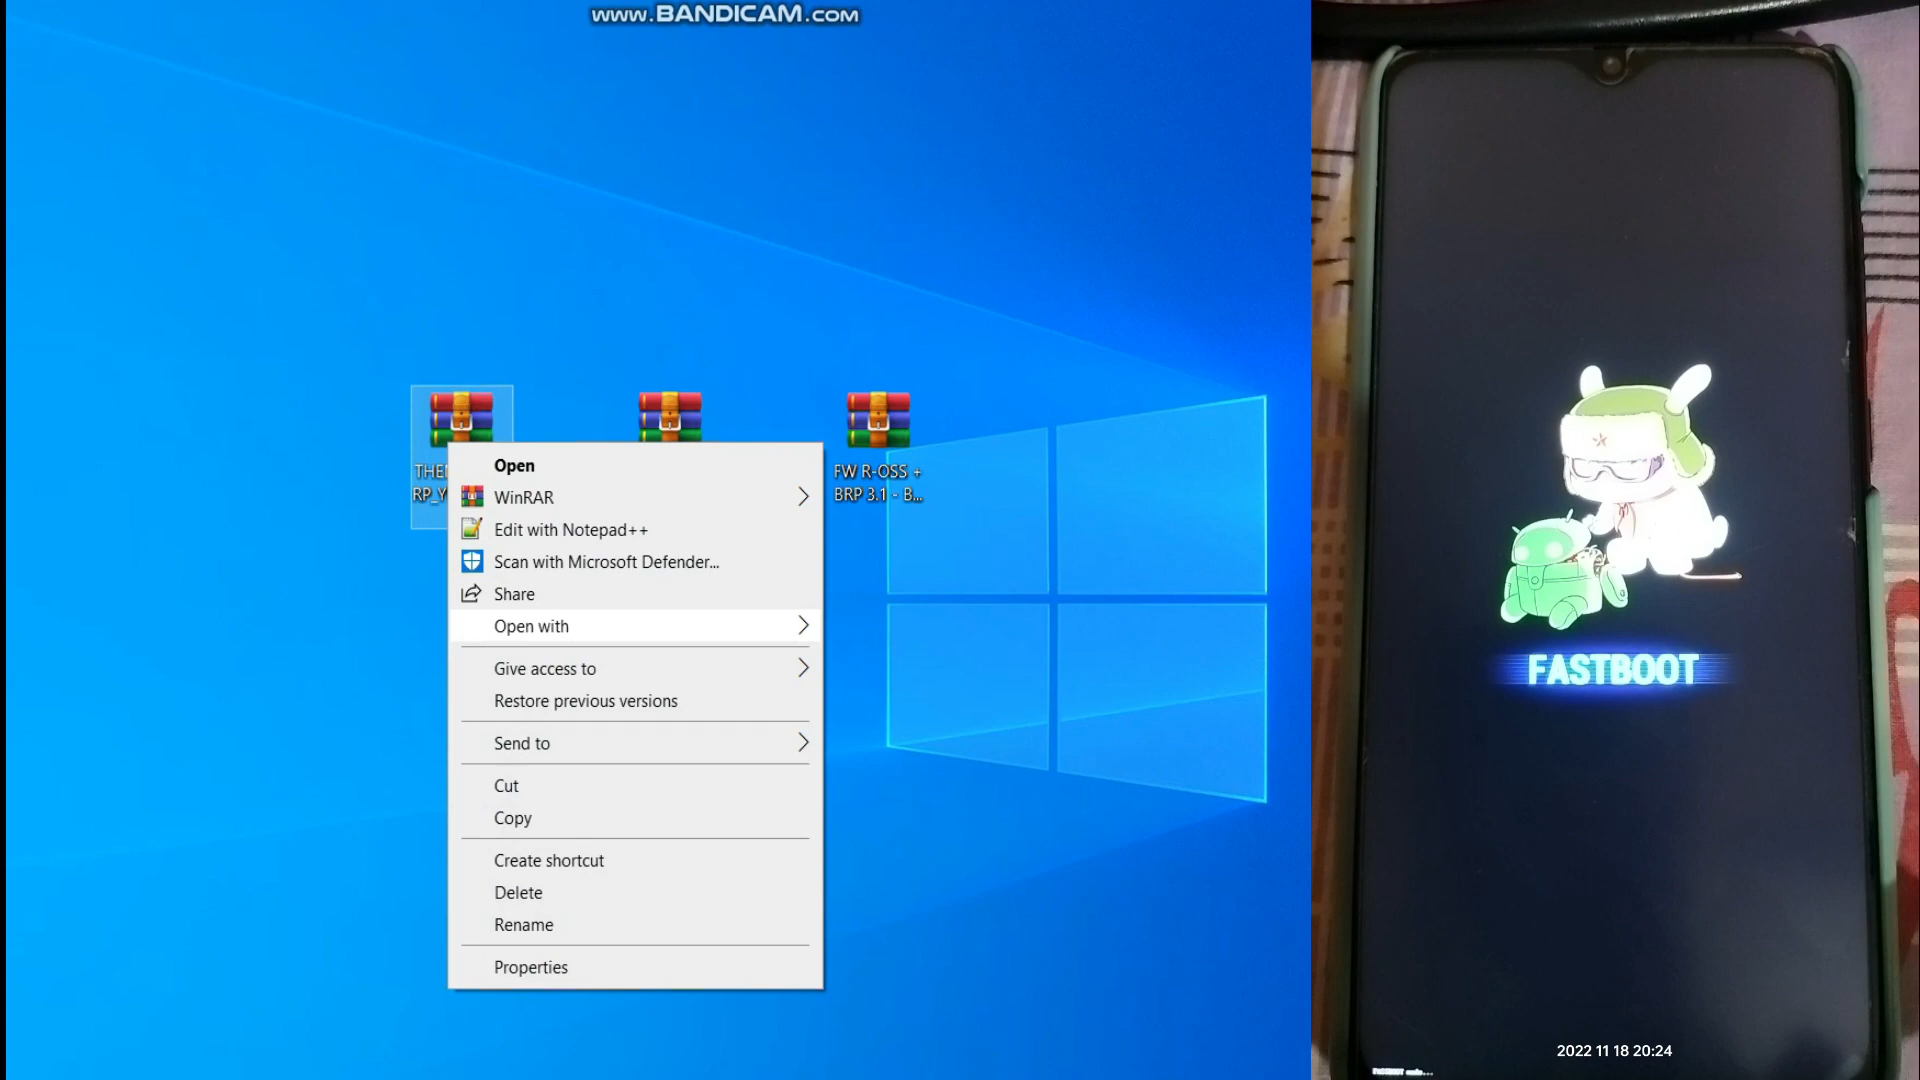 www.BANDICAM.com
THE
RP_Y
FW R-OSS +
BRP 3.1 - B...
Open
WinRAR
Edit with Notepad++
Scan with Microsoft Defender...
Share
Open with
Give access to
Restore previous versions
Send to
Cut
Copy
Create shortcut
Delete
Rename
Properties
FASTBOOT
2022 11 18 20:24
FASTBOOT mode...